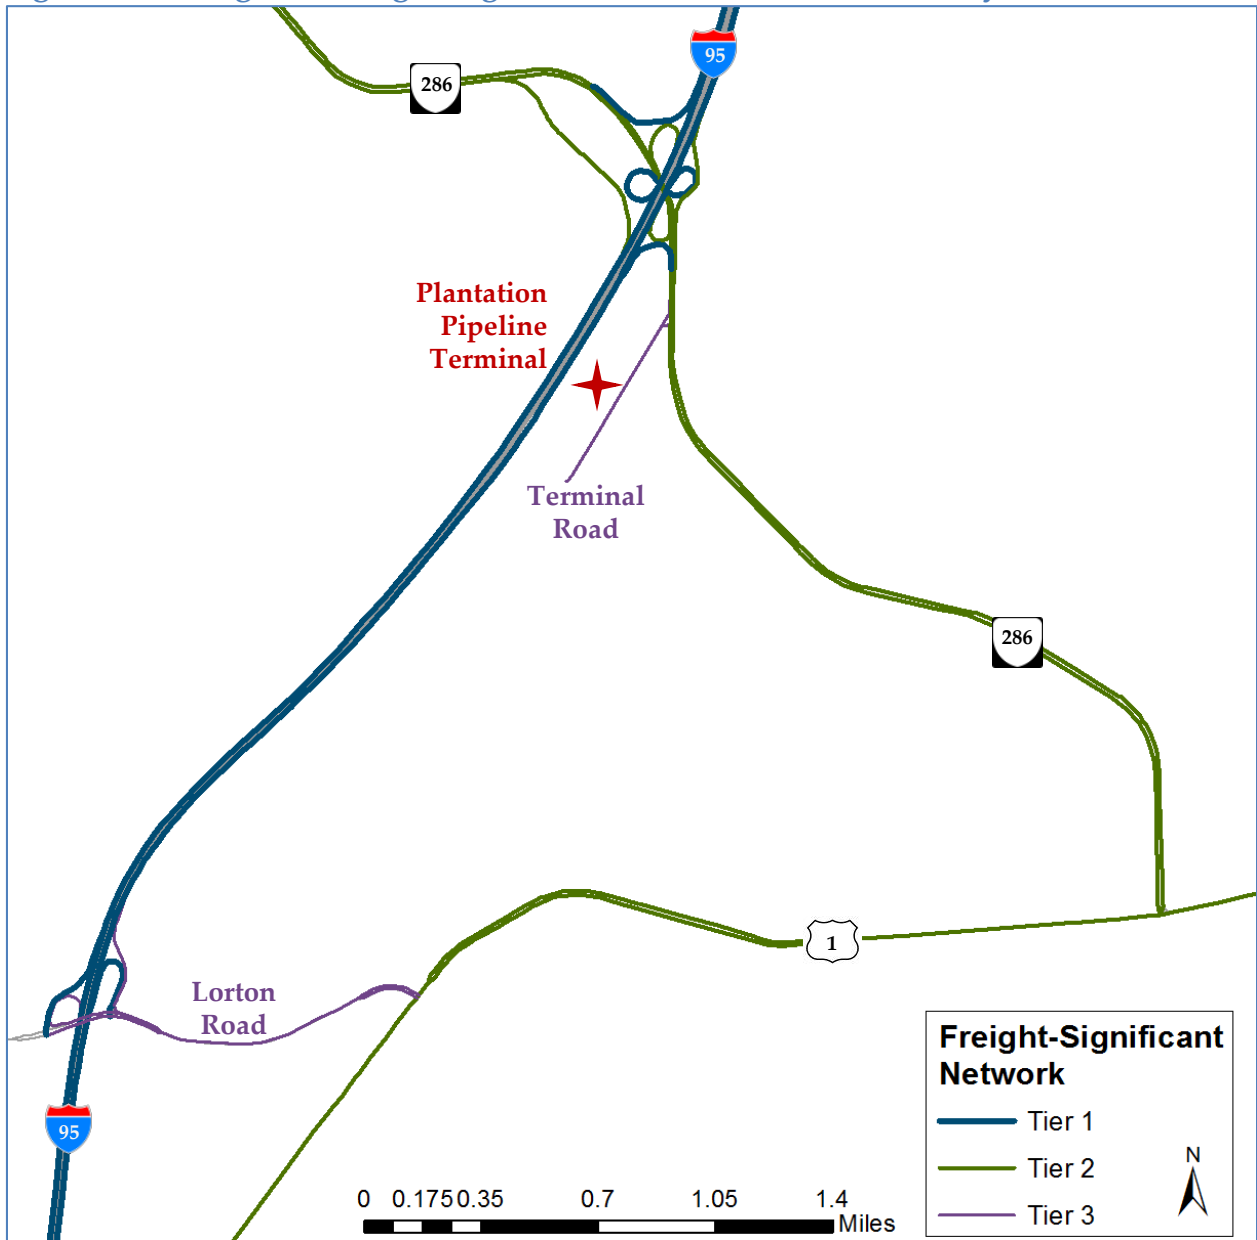 95
286
Plantation
Pipeline
Terminal
Terminal
Road
286
1
Lorton
Road
95
Freight-Significant
Network
Tier 1
Tier 2
Tier 3
N
0 0.175 0.35 0.7 1.05 1.4
Miles